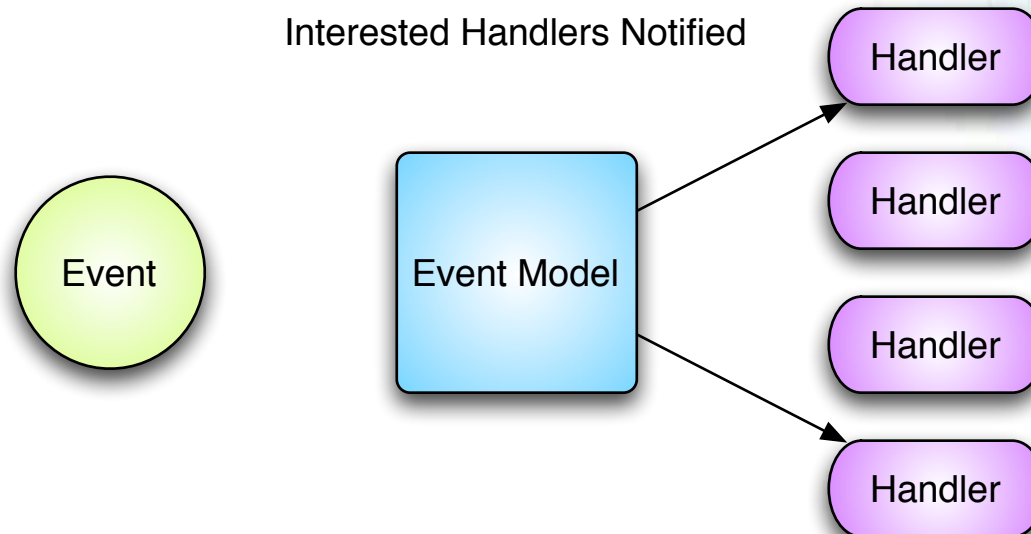 Interested Handlers Notified
Handler
Handler
Event
Event Model
Handler
Handler